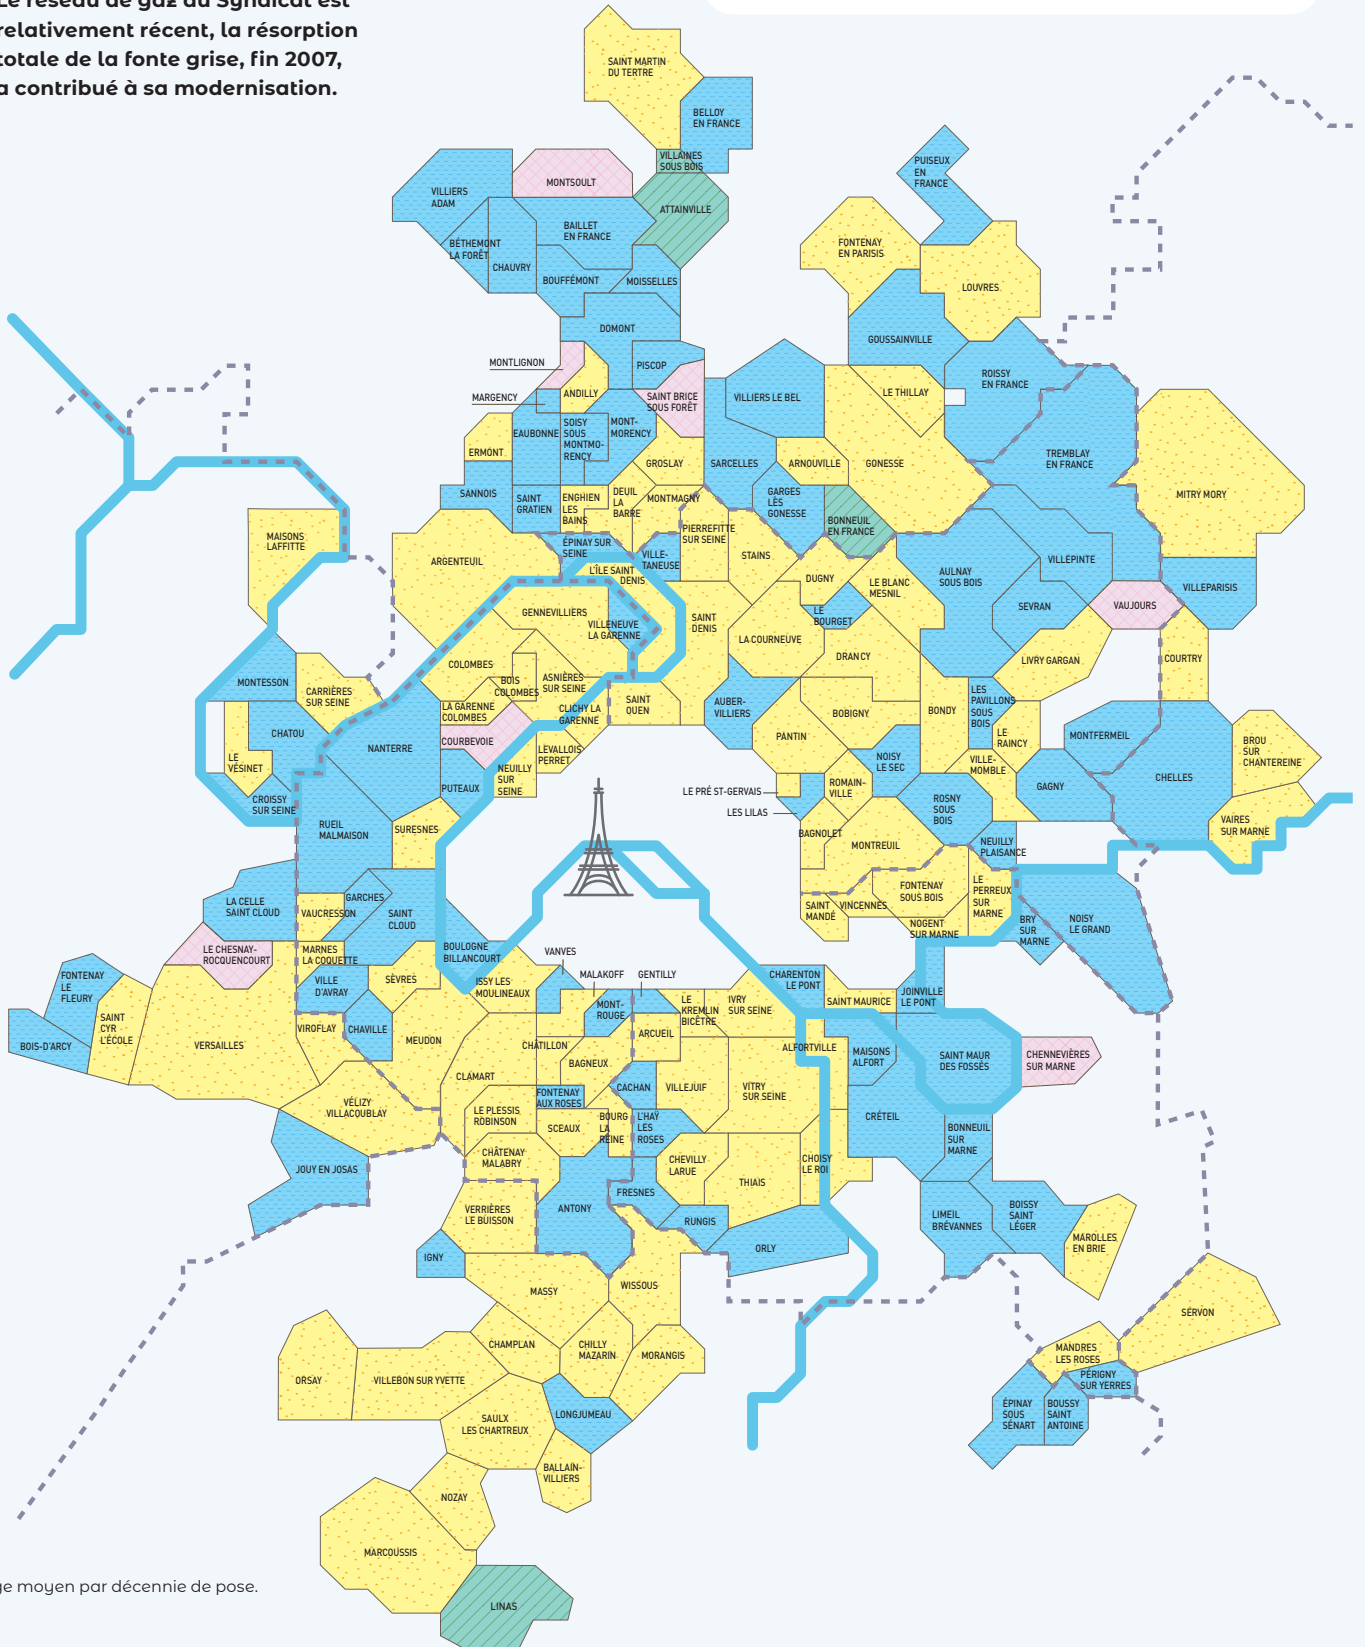 Le réseau de gaz du Syndicat est
relativement récent, la résorption
totale de la fonte grise, fin 2007,
a contribué à sa modernisation.
SAINT MARTIN
DU TERTRE
BELLOY
EN FRANCE
VILLAINES
SOUS BOIS
MONTSOULT
VILLIERS
ADAM
ATTAINVILLE
PUISEUX
EN
FRANCE
BAILLET
EN FRANCE
BÉTHEMONT
LA FORÊT
CHAUVRY
BOUFFÉMONT
MOISSELLES
FONTENAY
EN PARISIS
LOUVRES
DOMONT
GOUSSAINVILLE
MONTLIGNON
PISCOP
ROISSY
EN FRANCE
MARGENCY
ANDILLY
SAINT BRICE
SOUS FORÊT
VILLIERS LE BEL
LE THILLAY
EAUBONNE
SOISY
SOUS
MONTMO-
RENCY
MONT-
MORENCY
ERMONT
GROSLAY
SARCELLES
ARNOUVILLE
GONESSE
TREMBLAY
EN FRANCE
MITRY MORY
SANNOIS
SAINT
GRATIEN
ENGHIEN
LES
BAINS
DEUIL
LA
BARRE
MONTMAGNY
GARGES
LÈS
GONESSE
BONNEUIL
EN FRANCE
MAISONS
LAFFITTE
ARGENTEUIL
ÉPINAY SUR
SEINE
VILLE-
TANEUSE
PIERREFITTE
SUR SEINE
STAINS
L'ÎLE SAINT
DENIS
DUGNY
LE BLANC
MESNIL
AULNAY
SOUS BOIS
VILLEPINTE
VILLEPARISIS
SEVRAN
VAUJOURS
GENNEVILLIERS
VILLENEUVE
LA GARENNE
SAINT
DENIS
LE
BOURGET
LA COURNEUVE
DRANCY
LIVRY GARGAN
COURTRY
COLOMBES
BOIS
COLOMBES
ASNIÈRES
SUR SEINE
MONTESSON
CARRIÈRES
SUR SEINE
LA GARENNE
COLOMBES
CLICHY LA
GARENNE
SAINT
OUEN
AUBER-
VILLIERS
BOBIGNY
BONDY
LES
PAVILLONS
SOUS
BOIS
CHATOU
NANTERRE
COURBEVOIE
LEVALLOIS
PERRET
PANTIN
LE
RAINCY
MONTFERMEIL
BROU
SUR
CHANTEREINE
LE
VÉSINET
NEUILLY
SUR
SEINE
NOISY
LE SEC
VILLE-
MOMBLE
CHELLES
CROISSY
SUR SEINE
PUTEAUX
LE PRÉ ST-GERVAIS
ROMAIN-
VILLE
GAGNY
LES LILAS
ROSNY
SOUS
BOIS
RUEIL
MALMAISON
SURESNES
BAGNOLET
MONTREUIL
NEUILLY
PLAISANCE
VAIRES
SUR MARNE
LA CELLE
SAINT CLOUD
VAUCRESSON
GARCHES
SAINT
CLOUD
SAINT
MANDÉ
VINCENNES
FONTENAY
SOUS BOIS
LE
PERREUX
SUR
MARNE
NOGENT
SUR MARNE
BRY
SUR
MARNE
NOISY
LE GRAND
LE CHESNAY-
ROCQUENCOURT
MARNES
LA COQUETTE
BOULOGNE
BILLANCOURT
VANVES
MALAKOFF
GENTILLY
CHARENTON
LE PONT
FONTENAY
LE
FLEURY
VILLE
D'AVRAY
SÈVRES
ISSY LES
MOULINEAUX
MONT-
ROUGE
LE
KREMLIN
BICÊTRE
IVRY
SUR SEINE
SAINT MAURICE
JOINVILLE
LE PONT
SAINT
CYR
L'ÉCOLE
BOIS-D'ARCY
VERSAILLES
VIROFLAY
CHAVILLE
MEUDON
CHÂTILLON
ARCUEIL
ALFORTVILLE
MAISONS
ALFORT
SAINT MAUR
DES FOSSÉS
CHENNEVIÈRES
SUR MARNE
CLAMART
BAGNEUX
CACHAN
VILLEJUIF
VITRY
SUR SEINE
VÉLIZY
VILLACOUBLAY
LE PLESSIS
ROBINSON
FONTENAY
AUX ROSES
SCEAUX
BOURG
LA
REINE
L'HAŸ
LES
ROSES
CRÉTEIL
BONNEUIL
SUR
MARNE
JOUY EN JOSAS
CHÂTENAY
MALABRY
CHEVILLY
LARUE
THIAIS
CHOISY
LE ROI
VERRIÈRES
LE BUISSON
ANTONY
FRESNES
RUNGIS
ORLY
LIMEIL
BRÉVANNES
BOISSY
SAINT
LÉGER
MAROLLES
EN BRIE
IGNY
MASSY
WISSOUS
SERVON
CHAMPLAN
CHILLY
MAZARIN
MORANGIS
MANDRES
LES ROSES
ORSAY
VILLEBON SUR YVETTE
PÉRIGNY
SUR YERRES
SAULX
LES CHARTREUX
LONGJUMEAU
ÉPINAY
SOUS
SÉNART
BOUSSY
SAINT
ANTOINE
BALLAIN-
VILLIERS
NOZAY
MARCOUSSIS
ge moyen par décennie de pose.
LINAS